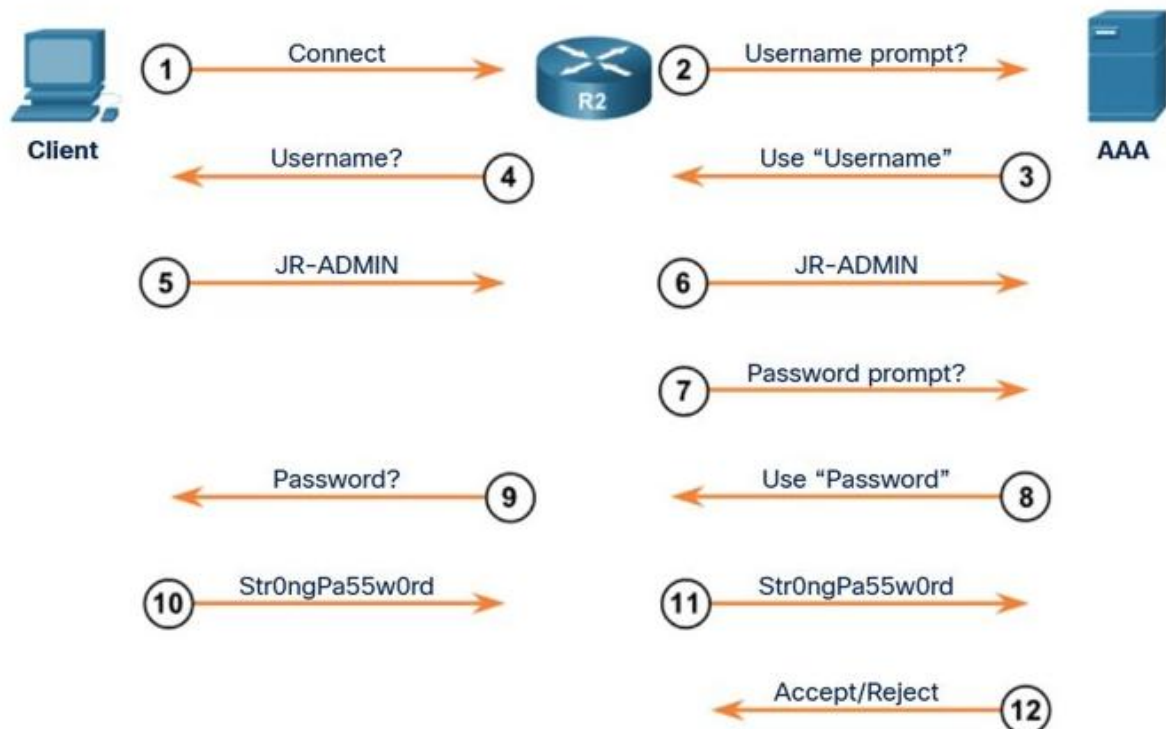 1 Connect 2 Username prompt?
R2
Client AAA
Username? 4 Use “Username” 3
5 JR-ADMIN 6 JR-ADMIN
7 Password prompt?
Password? 9 Use “Password” 8
10 Str0ngPa55w0rd 11 Str0ngPa55w0rd
Accept/Reject 12